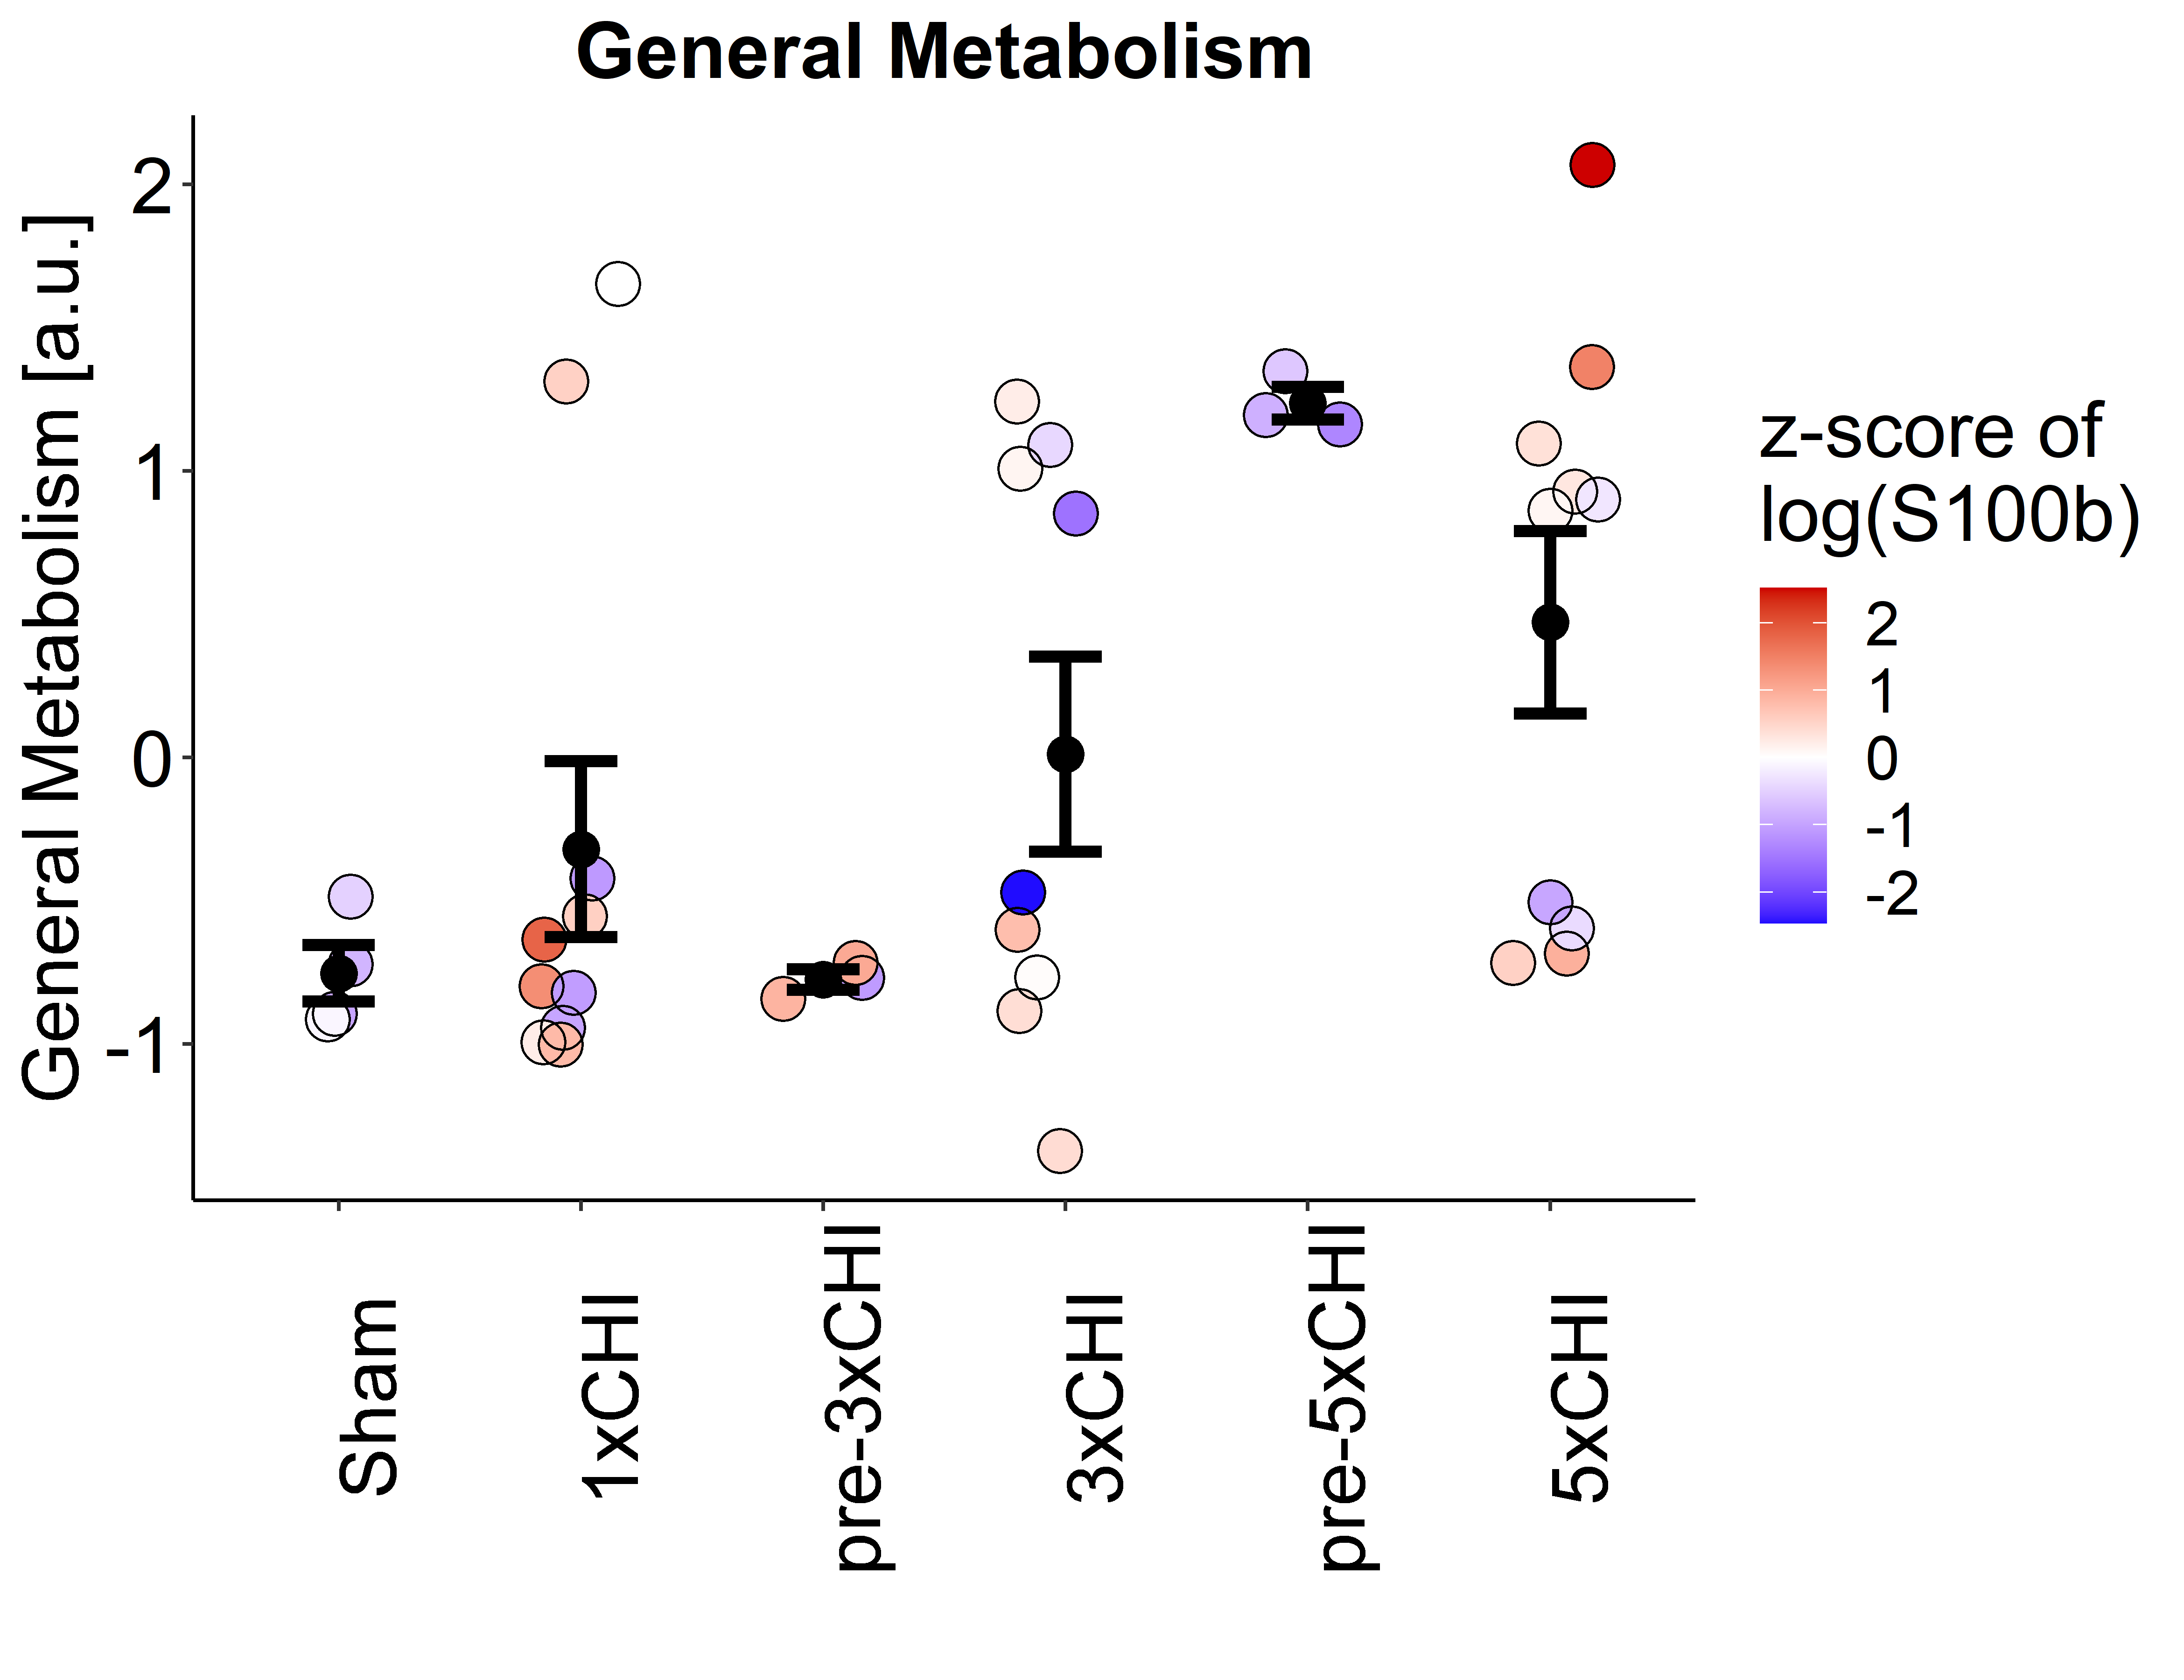 General Metabolism
General Metabolism [a.u.]
2
1
0
-1
Sham
1xCHI
pre-3xCHI
3xCHI
pre-5xCHI
5xCHI
z-score of
log(S100b)
2
1
0
-1
-2